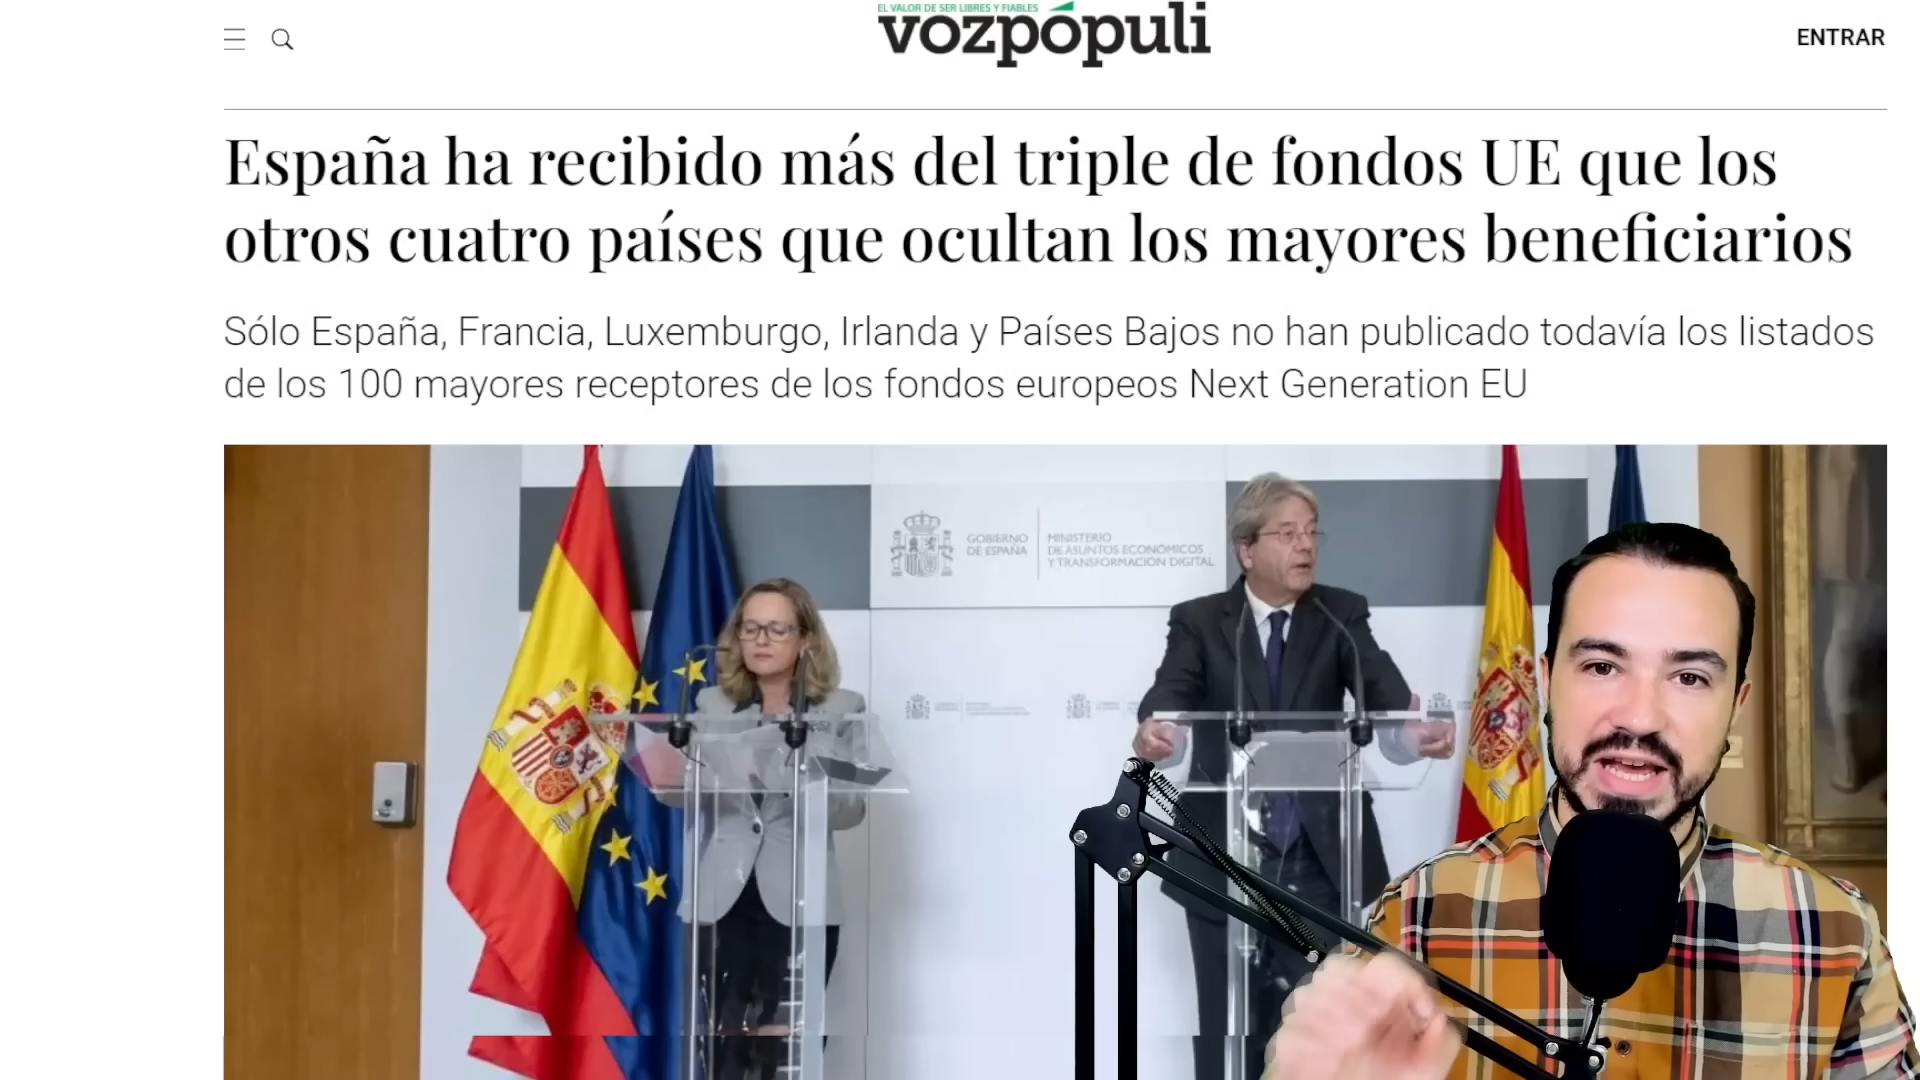 EL VALOR DE SER LIBRES Y FIABLES
vozpópuli
ENTRAR
España ha recibido más del triple de fondos UE que los
otros cuatro países que ocultan los mayores beneficiarios
Sólo España, Francia, Luxemburgo, Irlanda y Países Bajos no han publicado todavía los listados
de los 100 mayores receptores de los fondos europeos Next Generation EU
GOBIERNO
DE ESPAÑA
MINISTERIO
DE ASUNTOS ECONÓMICOS
Y TRANSFORMACIÓN DIGITAL